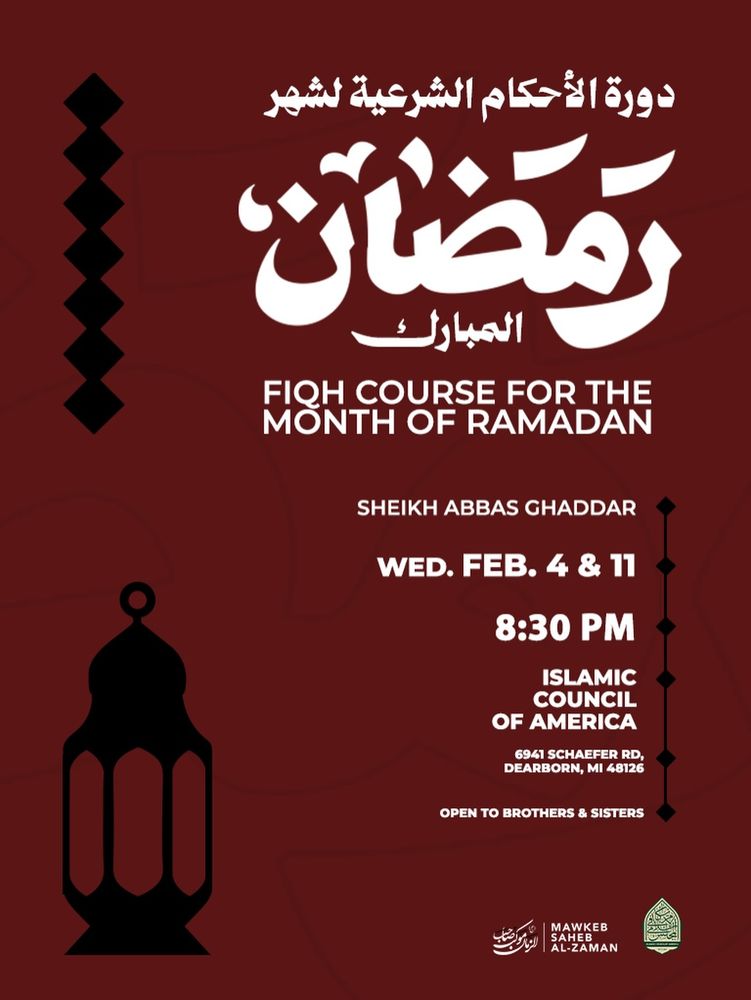 دورة الأحكام الشرعية لشهر
رمضان
المبارك
FIQH COURSE FOR THE
MONTH OF RAMADAN
SHEIKH ABBAS GHADDAR
WED. FEB. 4 & 11
8:30 PM
ISLAMIC
COUNCIL
OF AMERICA
6941 SCHAEFER RD,
DEARBORN, MI 48126
OPEN TO BROTHERS & SISTERS
MAWKEB
SAHEB
AL-ZAMAN